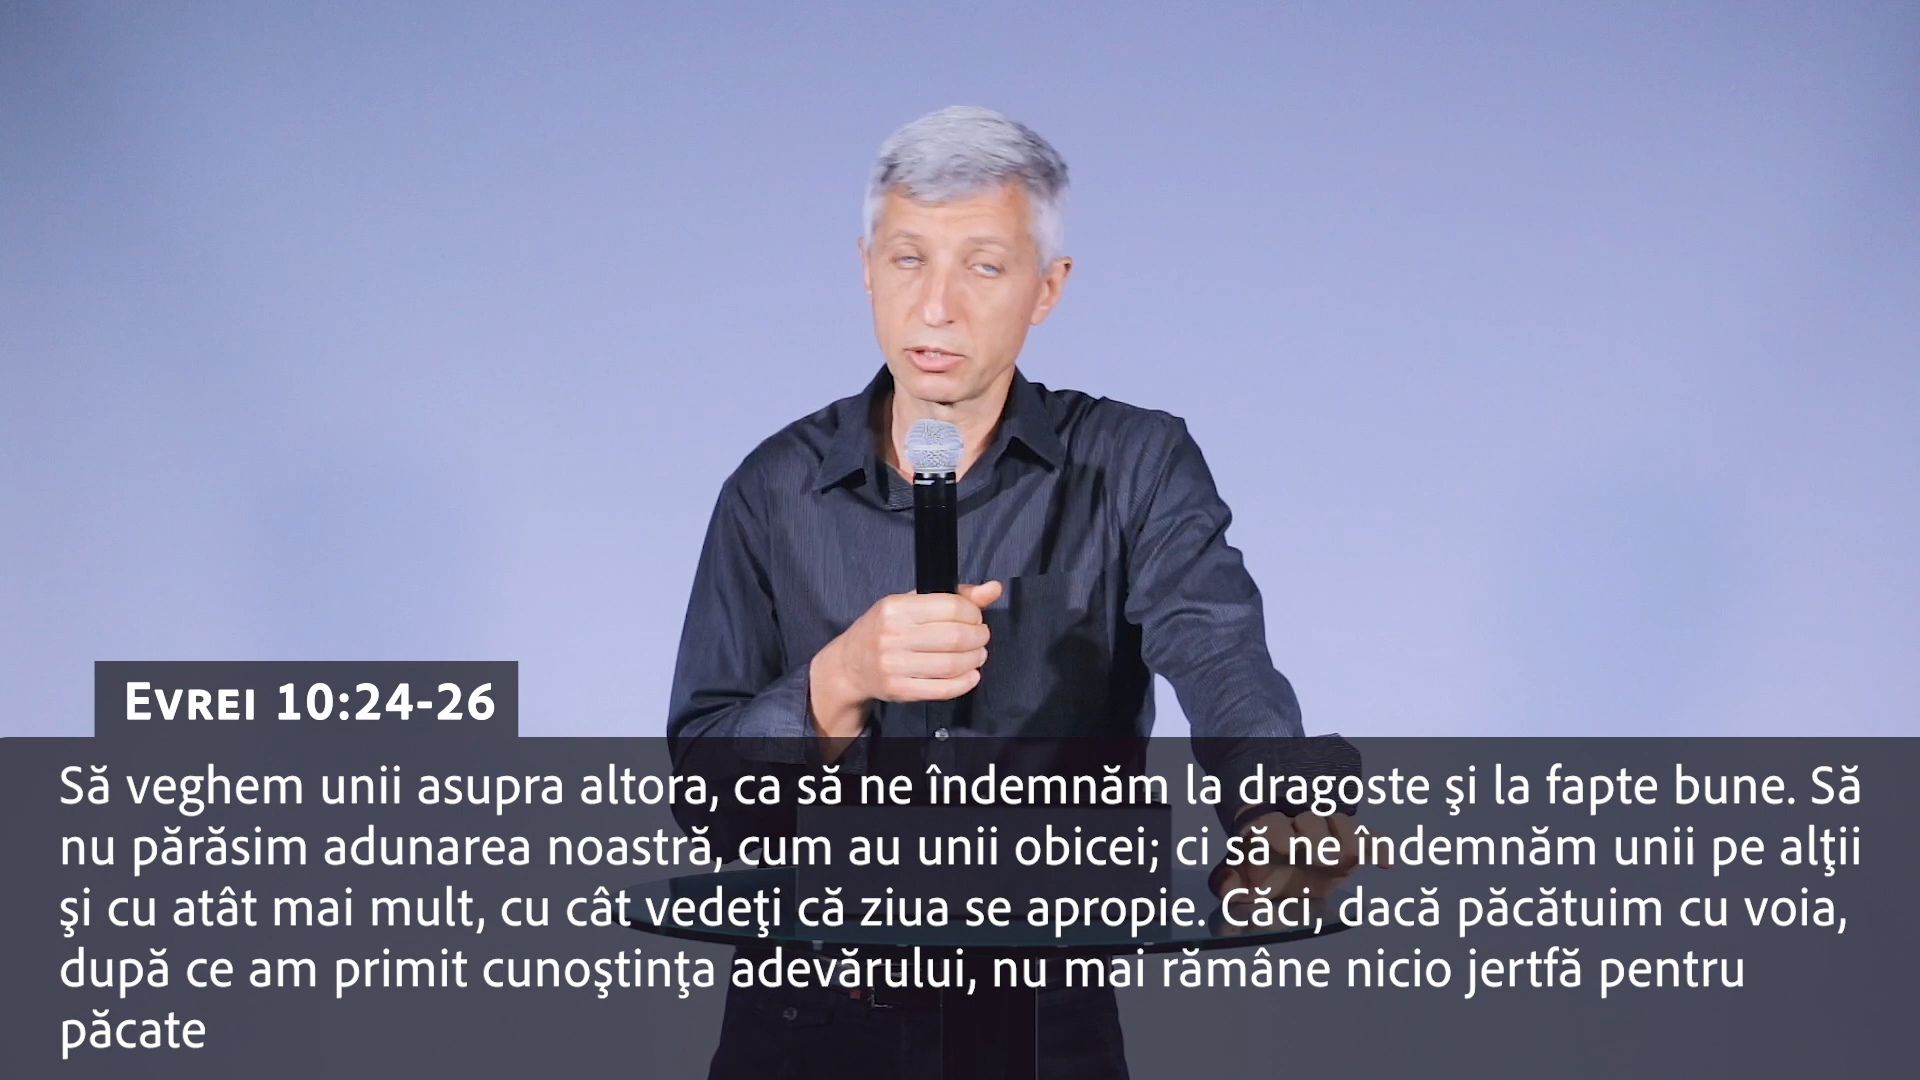 Evrei 10:24-26
Să veghem unii asupra altora, ca să ne îndemnăm la dragoste şi la fapte bune. Să
nu părăsim adunarea noastră, cum au unii obicei; ci să ne îndemnăm unii pe alţii
şi cu atât mai mult, cu cât vedeţi că ziua se apropie. Căci, dacă păcătuim cu voia,
după ce am primit cunoştinţa adevărului, nu mai rămâne nicio jertfă pentru
păcate